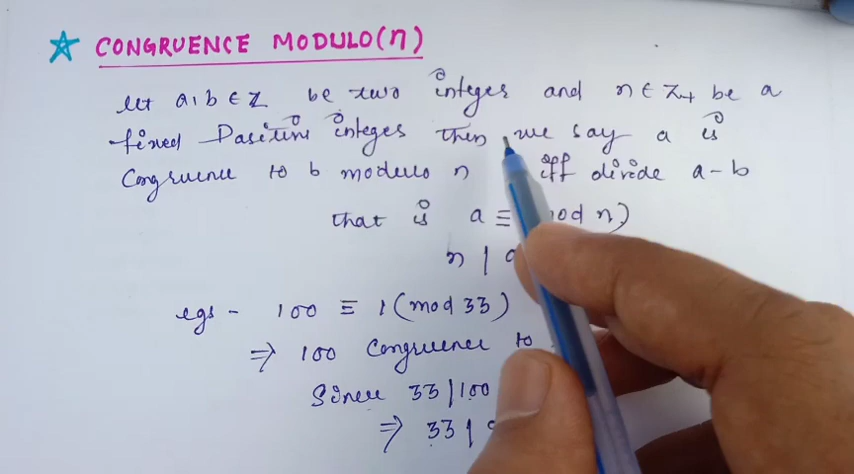 CONGRUENCE MODULO(n)
let a, b ∈ Z be two integers and n ∈ Z+ be a
fixed Positive integers then we say a is
Congruence to b modulo n iff divide a-b
that is a ≡ mod n)
n |
egs - 100 ≡ 1 (mod 33)
⇒ 100 Congruence to
Since 33 | 100
⇒ 33 |